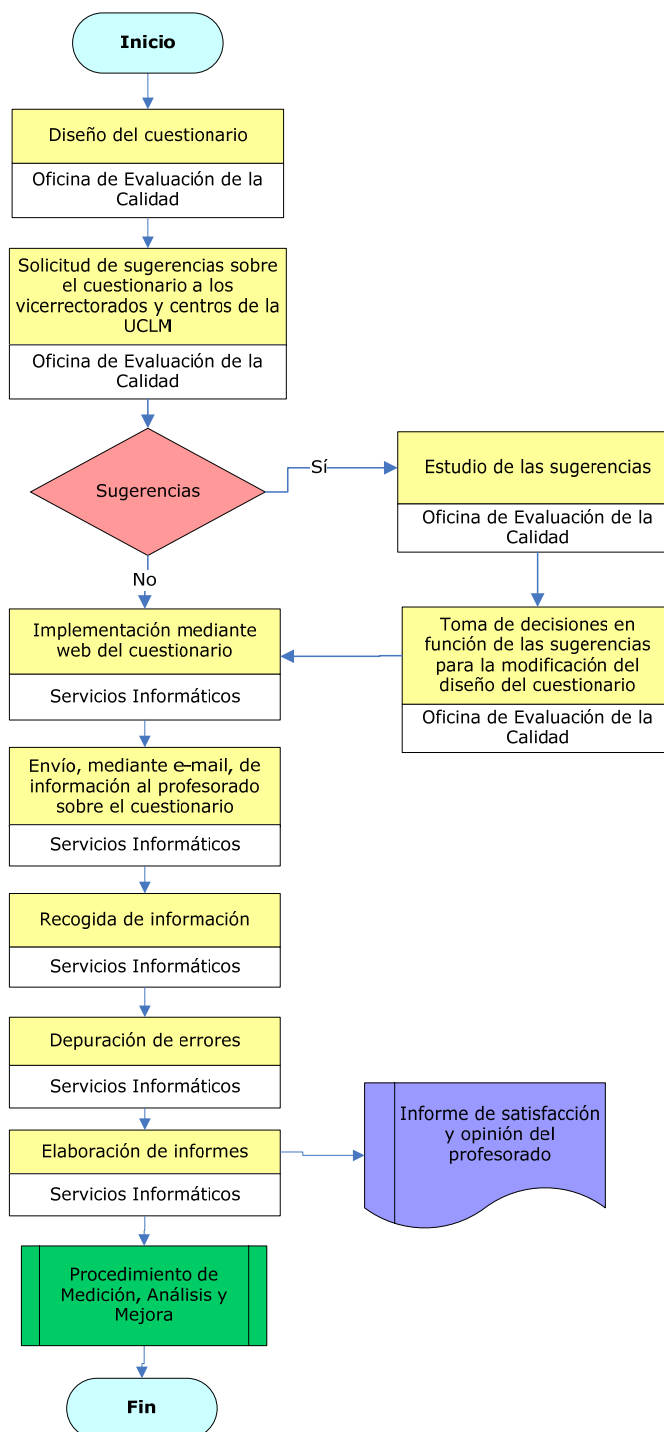 Inicio
Diseño del cuestionario
Oficina de Evaluación de la
Calidad
Solicitud de sugerencias sobre
el cuestionario a los
vicerrectorados y centros de la
UCLM
Oficina de Evaluación de la
Calidad
Sugerencias
Sí
Estudio de las sugerencias
Oficina de Evaluación de la
Calidad
Toma de decisiones en
función de las sugerencias
para la modificación del
diseño del cuestionario
Oficina de Evaluación de la
Calidad
No
Implementación mediante
web del cuestionario
Servicios Informáticos
Envío, mediante e-mail, de
información al profesorado
sobre el cuestionario
Servicios Informáticos
Recogida de información
Servicios Informáticos
Depuración de errores
Servicios Informáticos
Elaboración de informes
Servicios Informáticos
Informe de satisfacción
y opinión del
profesorado
Procedimiento de
Medición, Análisis y
Mejora
Fin